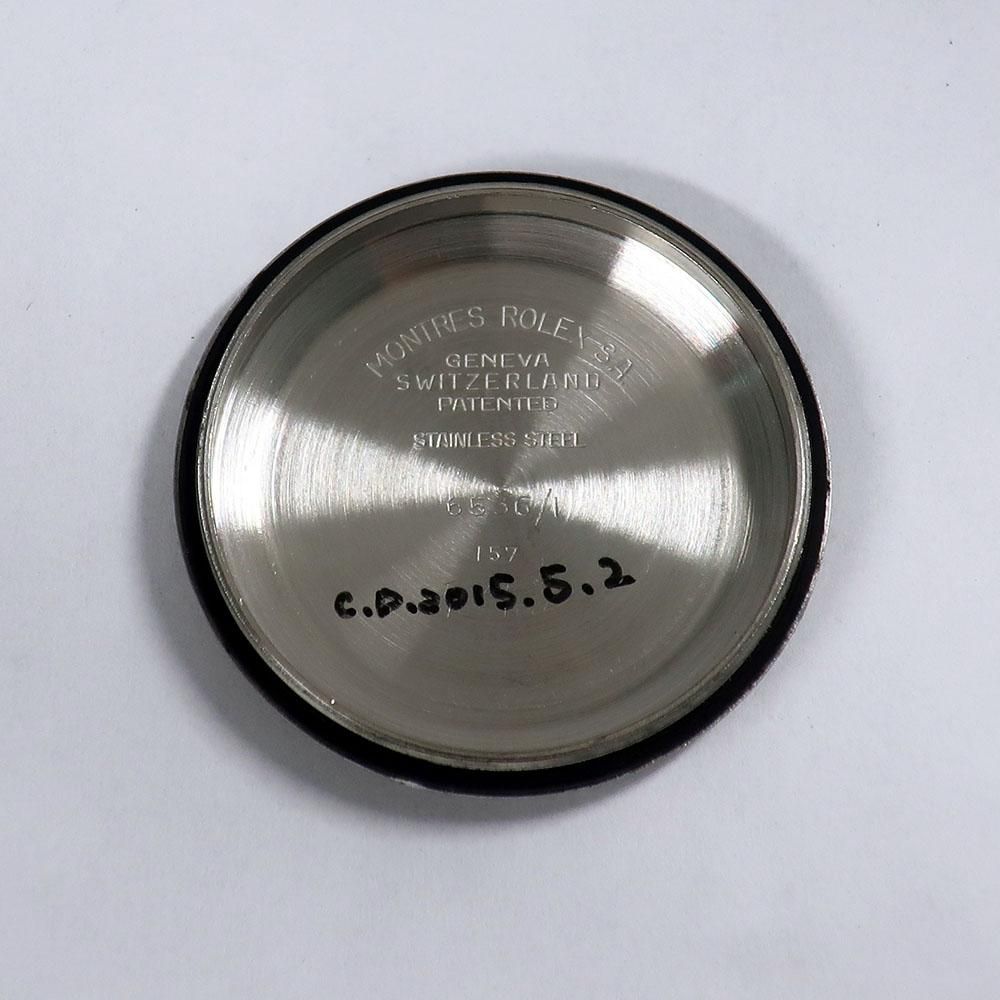 MONTRES ROLEX S.A
GENEVA
SWITZERLAND
PATENTED
STAINLESS STEEL
6536/1
157
C.D.2015.5.2